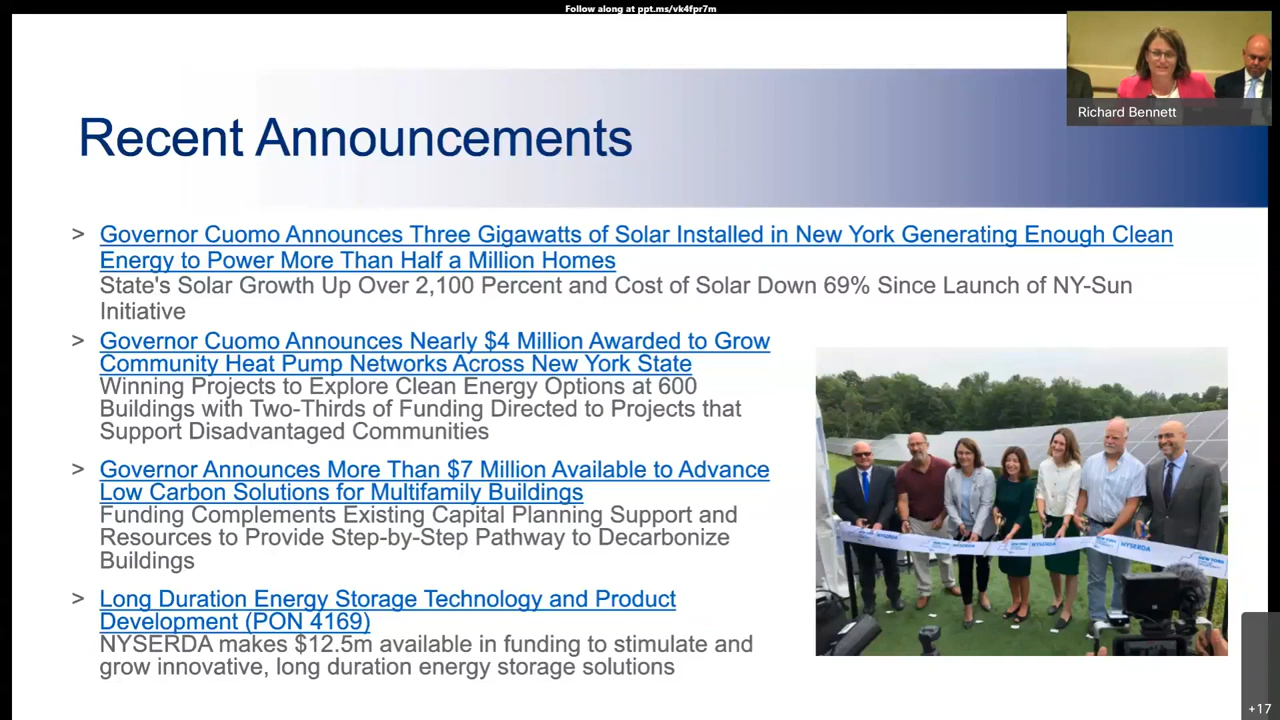 Follow along at ppt.ms/vk4fpr7m
Richard Bennett
Recent Announcements
> Governor Cuomo Announces Three Gigawatts of Solar Installed in New York Generating Enough Clean
Energy to Power More Than Half a Million Homes
State's Solar Growth Up Over 2,100 Percent and Cost of Solar Down 69% Since Launch of NY-Sun
Initiative
> Governor Cuomo Announces Nearly $4 Million Awarded to Grow
Community Heat Pump Networks Across New York State
Winning Projects to Explore Clean Energy Options at 600
Buildings with Two-Thirds of Funding Directed to Projects that
Support Disadvantaged Communities
> Governor Announces More Than $7 Million Available to Advance
Low Carbon Solutions for Multifamily Buildings
Funding Complements Existing Capital Planning Support and
Resources to Provide Step-by-Step Pathway to Decarbonize
Buildings
> Long Duration Energy Storage Technology and Product
Development (PON 4169)
NYSERDA makes $12.5m available in funding to stimulate and
grow innovative, long duration energy storage solutions
NYSERDA
NYSERDA
+17